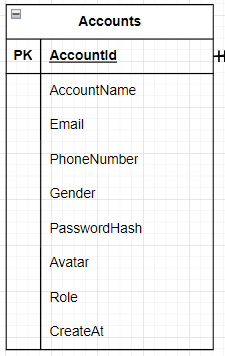 Accounts
PK AccountId
AccountName
Email
PhoneNumber
Gender
PasswordHash
Avatar
Role
CreateAt